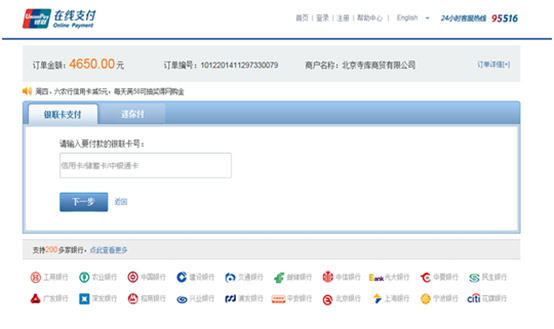 UnionPay 银联 在线支付
Online Payment
首页 | 登录 | 注册 | 帮助中心 | English 24小时客服热线 95516
订单金额：4650.00元 订单编号：1012201411297330079 商户名称：北京寺库商贸有限公司 订单详情[+]
周四、六农行信用卡减5元，每天满58可抽奖得网购金
银联卡支付 迷你付
请输入要付款的银联卡号：
信用卡/储蓄卡/中银通卡
下一步 返回
支持200多家银行，点此查看更多
工商银行 农业银行 中国银行 建设银行 交通银行 邮储银行 中信银行 Bank 光大银行 华夏银行 民生银行
广发银行 深发银行 招商银行 兴业银行 浦发银行 平安银行 北京银行 上海银行 宁波银行 citi 花旗银行